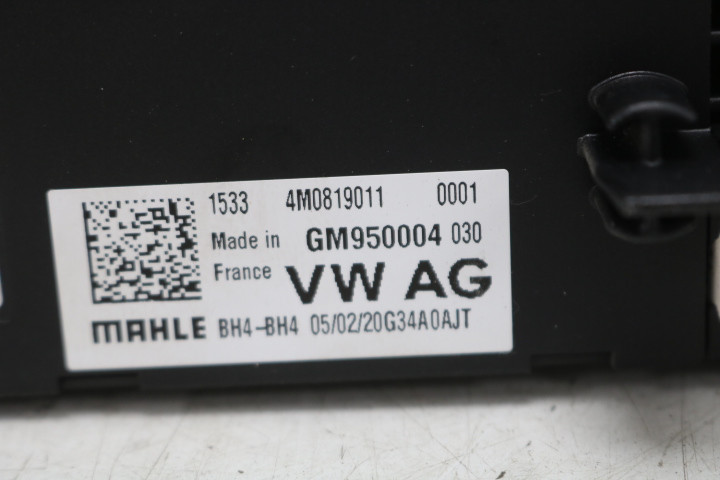 1533 4M0819011 0001
Made in GM950004 030
France VW AG
MAHLE BH4-BH4 05/02/20G34A0AJT